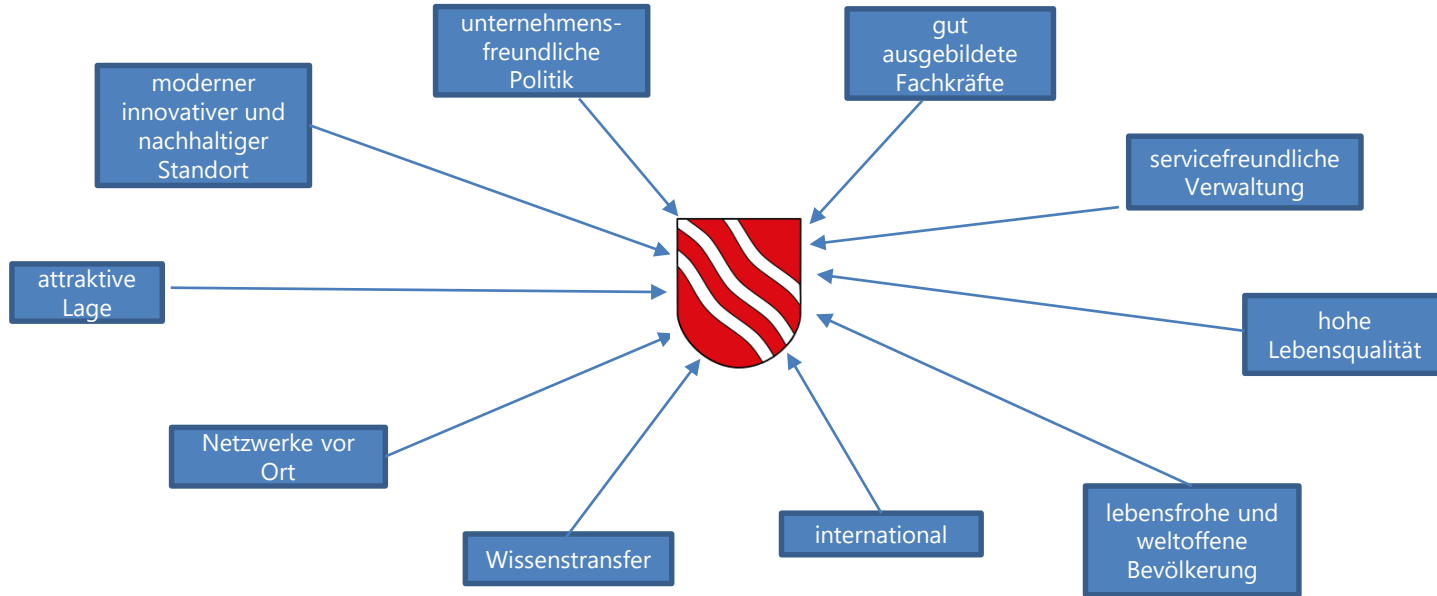 unternehmens-
freundliche
Politik
gut
ausgebildete
Fachkräfte
moderner
innovativer und
nachhaltiger
Standort
servicefreundliche
Verwaltung
attraktive
Lage
hohe
Lebensqualität
Netzwerke vor
Ort
Wissenstransfer
international
lebensfrohe und
weltoffene
Bevölkerung